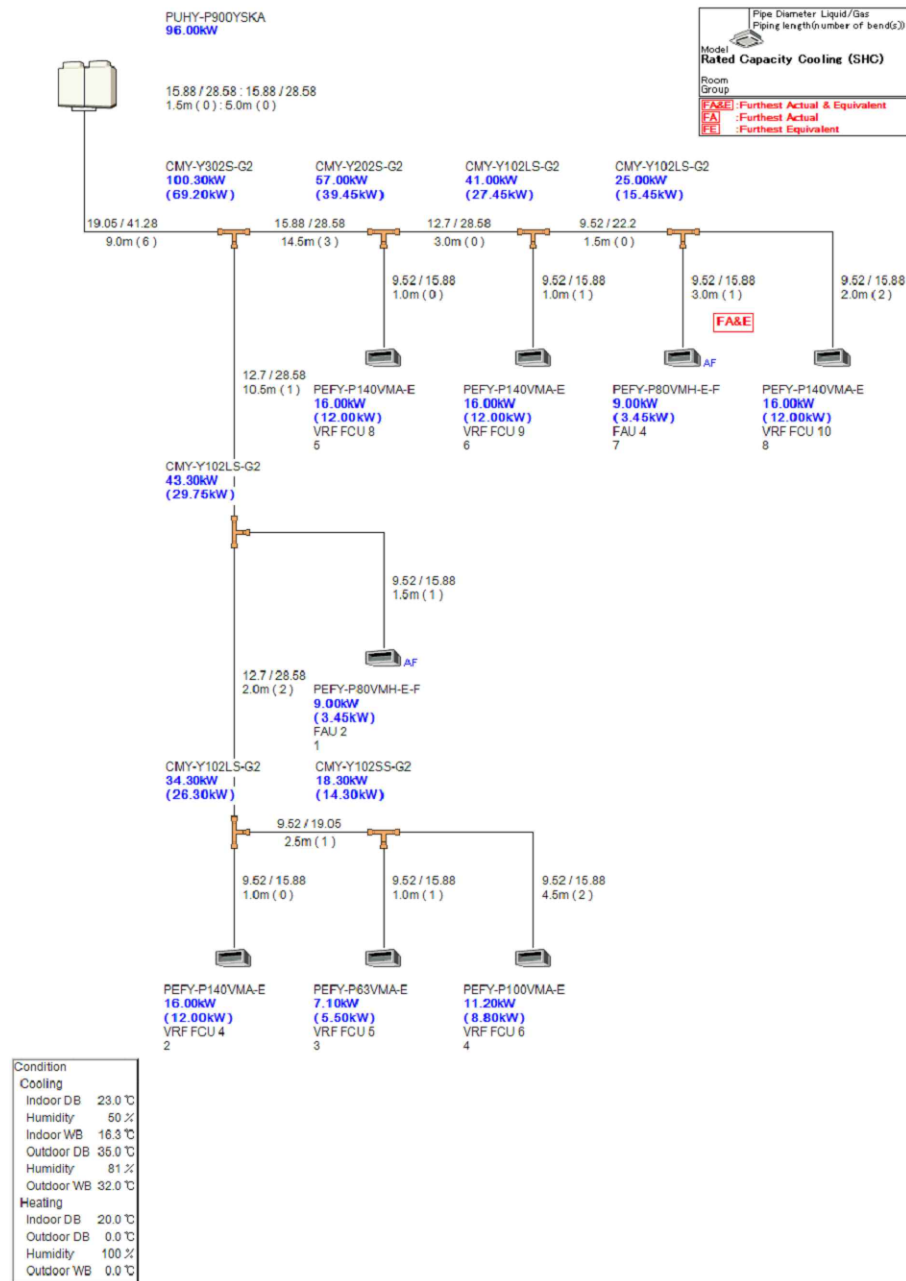 PUHY-P900YSKA
96.00kW
15.88 / 28.58 : 15.88 / 28.58
1.5m ( 0 ) : 5.0m ( 0 )
Pipe Diameter Liquid/Gas
Piping length(number of bend(s))
Model
Rated Capacity Cooling (SHC)
Room
Group
FA&E :Furthest Actual & Equivalent
FA :Furthest Actual
FE :Furthest Equivalent
CMY-Y302S-G2
100.30kW
(69.20kW)
CMY-Y202S-G2
57.00kW
(39.45kW)
CMY-Y102LS-G2
41.00kW
(27.45kW)
CMY-Y102LS-G2
25.00kW
(15.45kW)
19.05 / 41.28
9.0m ( 6 )
15.88 / 28.58
14.5m ( 3 )
12.7 / 28.58
3.0m ( 0 )
9.52 / 22.2
1.5m ( 0 )
9.52 / 15.88
1.0m ( 0 )
9.52 / 15.88
1.0m ( 1 )
9.52 / 15.88
3.0m ( 1 )
9.52 / 15.88
2.0m ( 2 )
FA&E
AF
12.7 / 28.58
10.5m ( 1 )
PEFY-P140VMA-E
16.00kW
(12.00kW)
VRF FCU 8
5
PEFY-P140VMA-E
16.00kW
(12.00kW)
VRF FCU 9
6
PEFY-P80VMH-E-F
9.00kW
(3.45kW)
FAU 4
7
PEFY-P140VMA-E
16.00kW
(12.00kW)
VRF FCU 10
8
CMY-Y102LS-G2
43.30kW
(29.75kW)
9.52 / 15.88
1.5m ( 1 )
AF
12.7 / 28.58
2.0m ( 2 )
PEFY-P80VMH-E-F
9.00kW
(3.45kW)
FAU 2
1
CMY-Y102LS-G2
34.30kW
(26.30kW)
CMY-Y102SS-G2
18.30kW
(14.30kW)
9.52 / 19.05
2.5m ( 1 )
9.52 / 15.88
1.0m ( 0 )
9.52 / 15.88
1.0m ( 1 )
9.52 / 15.88
4.5m ( 2 )
PEFY-P140VMA-E
16.00kW
(12.00kW)
VRF FCU 4
2
PEFY-P63VMA-E
7.10kW
(5.50kW)
VRF FCU 5
3
PEFY-P100VMA-E
11.20kW
(8.80kW)
VRF FCU 6
4
Condition
Cooling
Indoor DB 23.0 ℃
Humidity 50 %
Indoor WB 16.3 ℃
Outdoor DB 35.0 ℃
Humidity 81 %
Outdoor WB 32.0 ℃
Heating
Indoor DB 20.0 ℃
Outdoor DB 0.0 ℃
Humidity 100 %
Outdoor WB 0.0 ℃